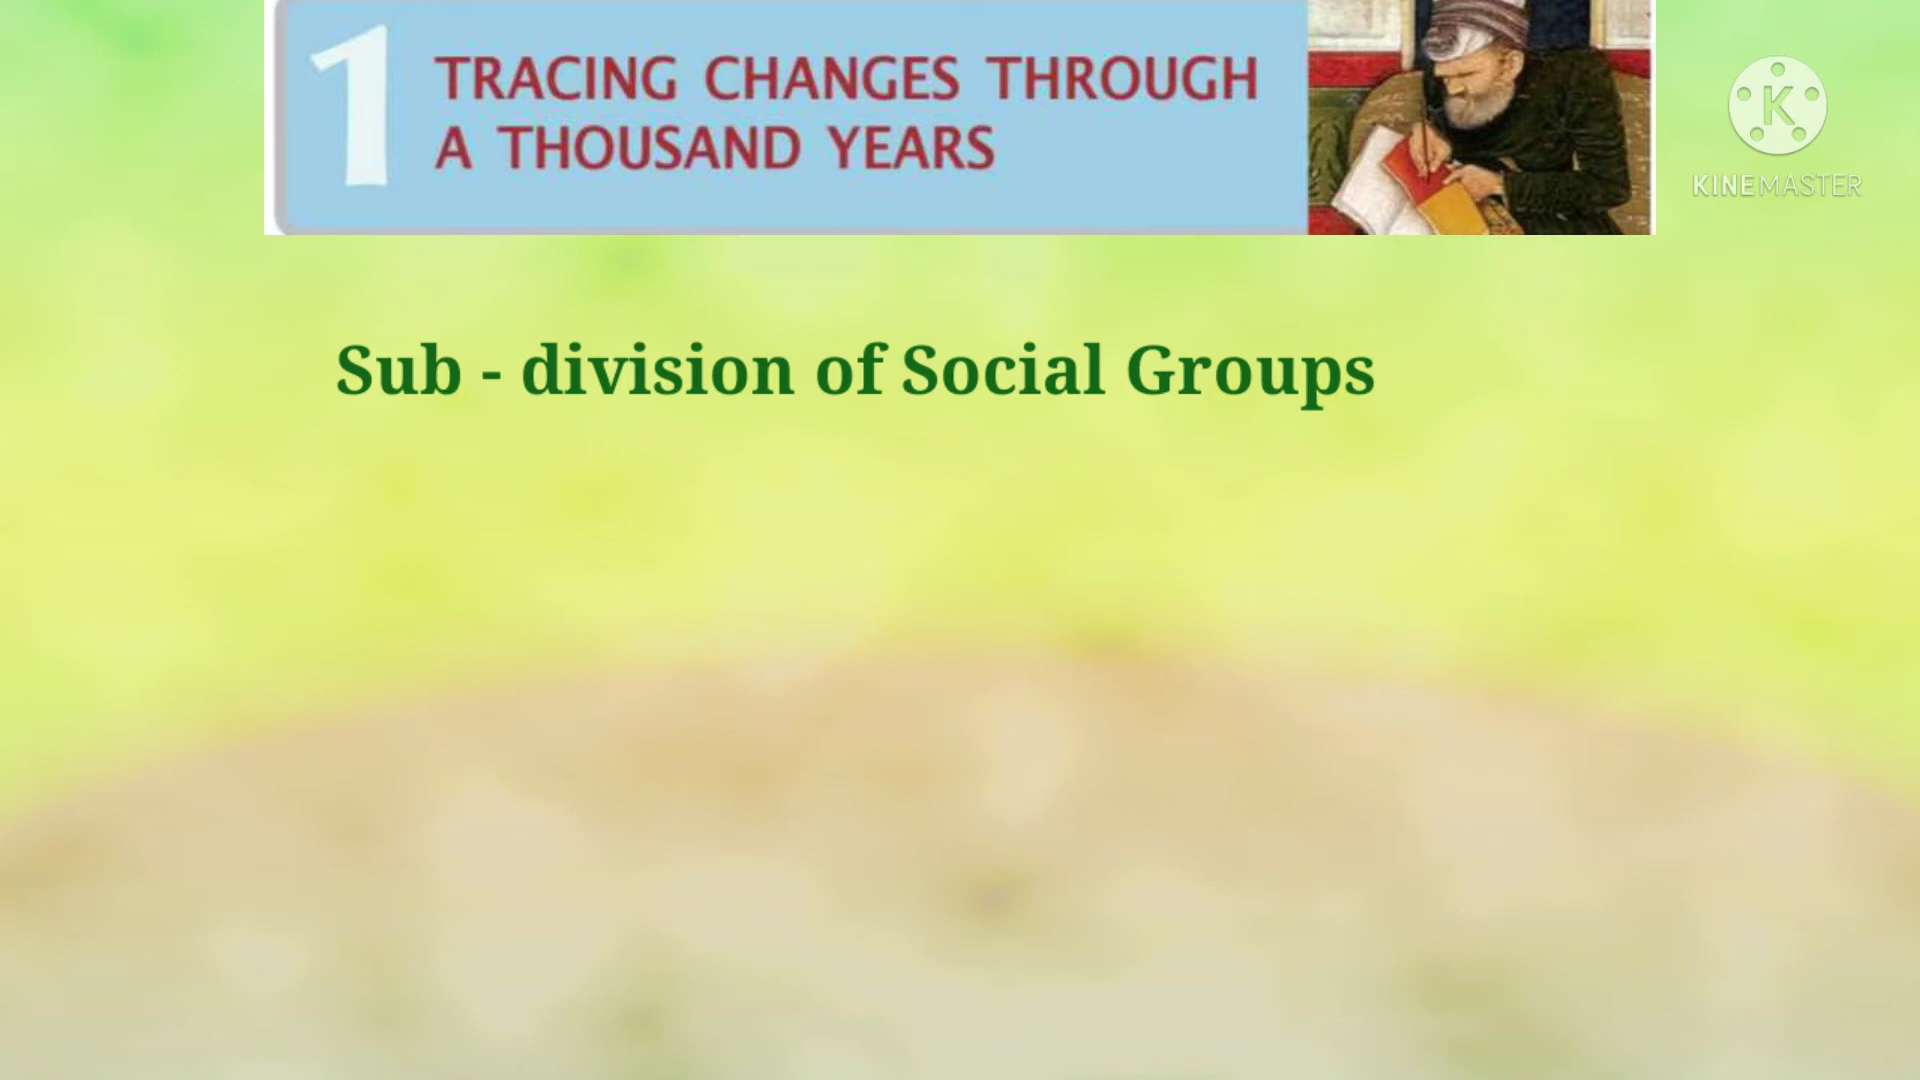 1
TRACING CHANGES THROUGH
A THOUSAND YEARS
K
KINEMASTER
Sub - division of Social Groups